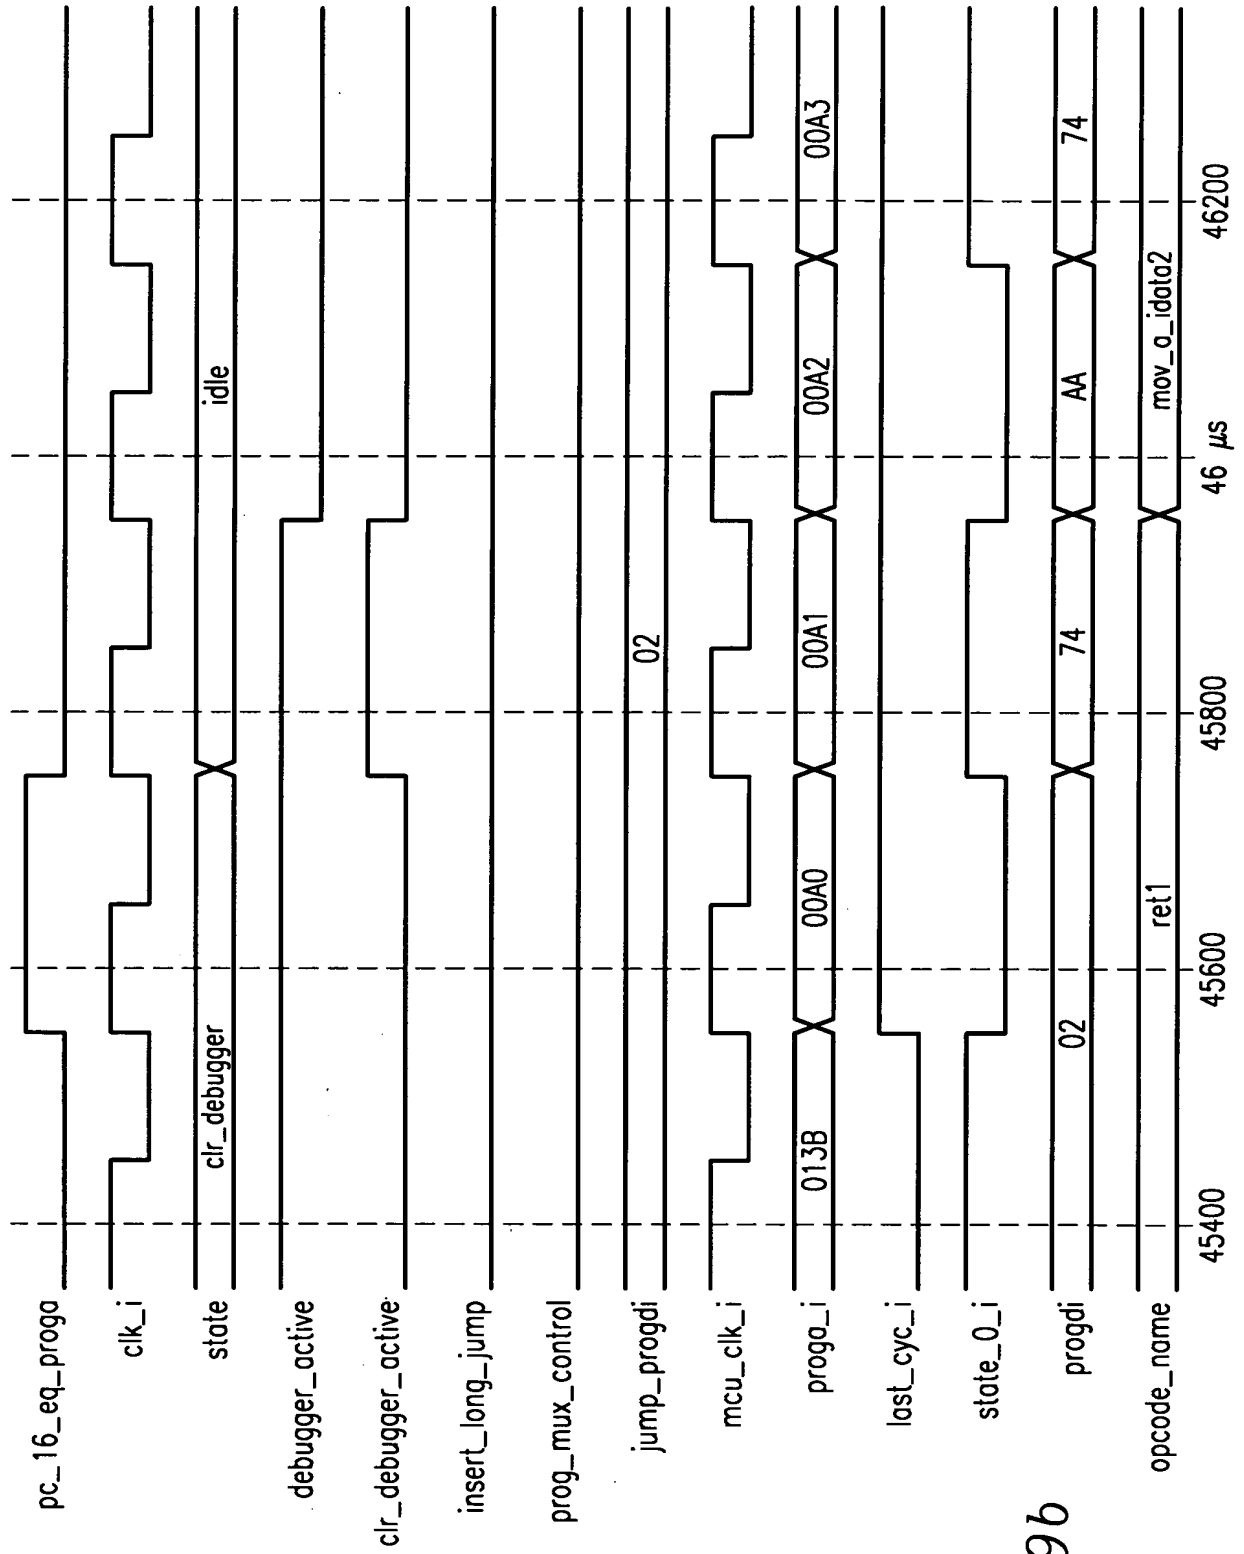 pc_16_eq_proga
clk_i
state clr_debugger idle
debugger_active
clr_debugger_active
insert_long_jump
prog_mux_control
jump_progdi 02
mcu_clk_i
proga_i 013B 00A0 00A1 00A2 00A3
last_cyc_i
state_0_i
progdi 02 74 AA 74
opcode_name ret1 mov_a_idata2
45400 45600 45800 46 µs 46200
9b